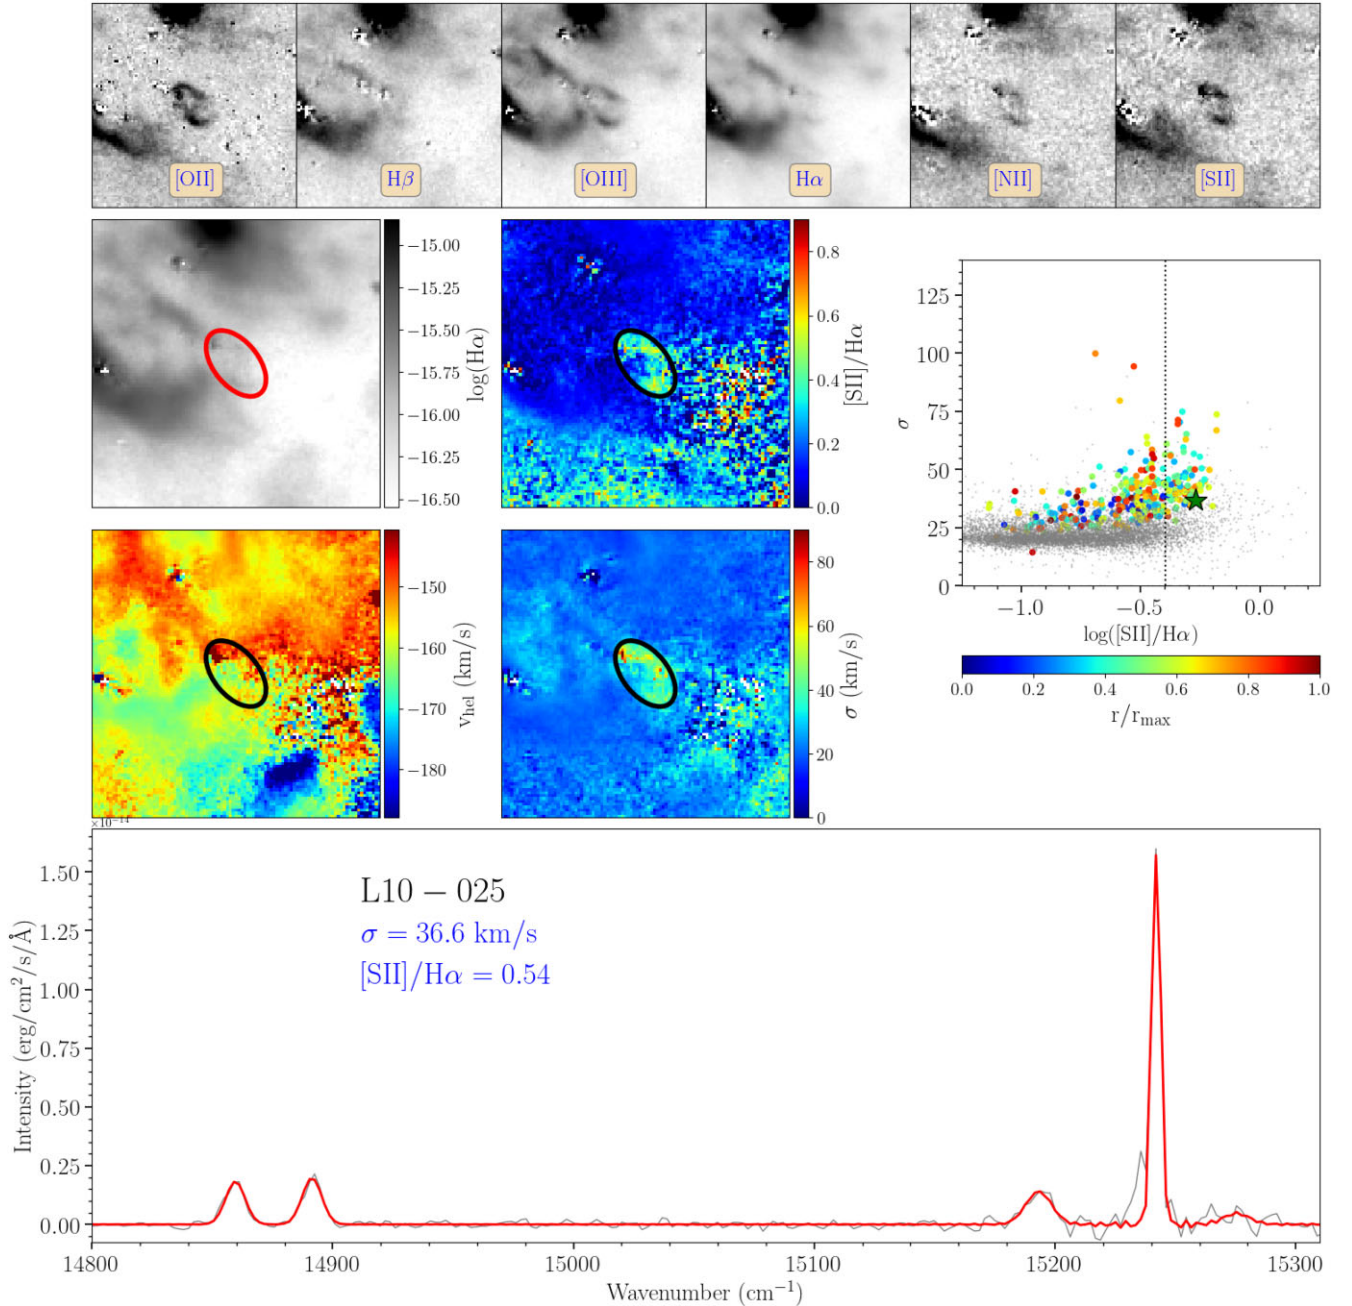 [OII] Hβ [OIII] Hα [NII] [SII]
−15.00
−15.25
−15.50
−15.75
−16.00
−16.25
−16.50
log(Hα)
0.8
0.6
0.4
0.2
0.0
[SII]/Hα
125
100
75
50
25
0
σ
−1.0 −0.5 0.0
log([SII]/Hα)
0.0 0.2 0.4 0.6 0.8 1.0
r/rmax
−150
−160
−170
−180
vhel (km/s)
80
60
40
20
0
σ (km/s)
×10−14
1.50
1.25
1.00
0.75
0.50
0.25
0.00
Intensity (erg/cm2/s/Å)
L10 − 025
σ = 36.6 km/s
[SII]/Hα = 0.54
14800 14900 15000 15100 15200 15300
Wavenumber (cm−1)